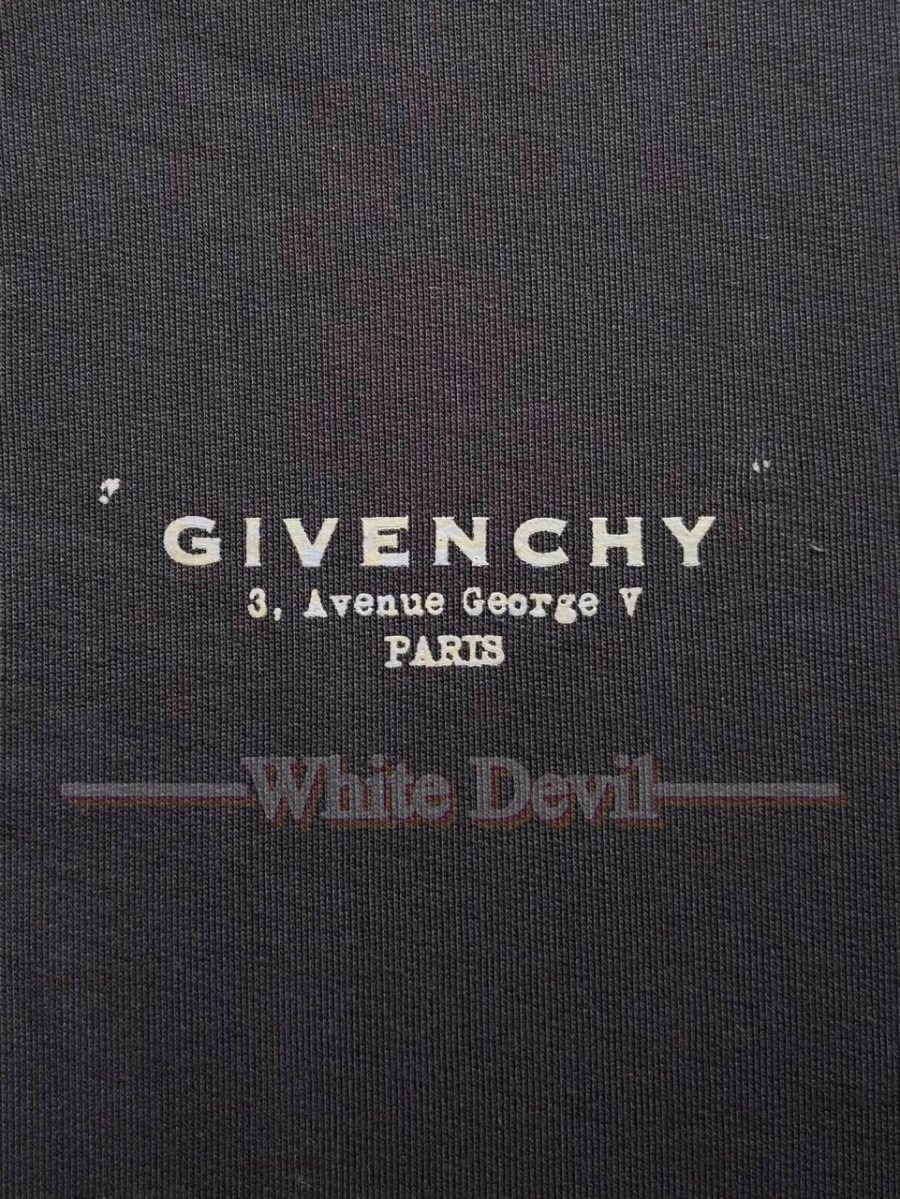 GIVENCHY
3, Avenue George V
PARIS
White Devil